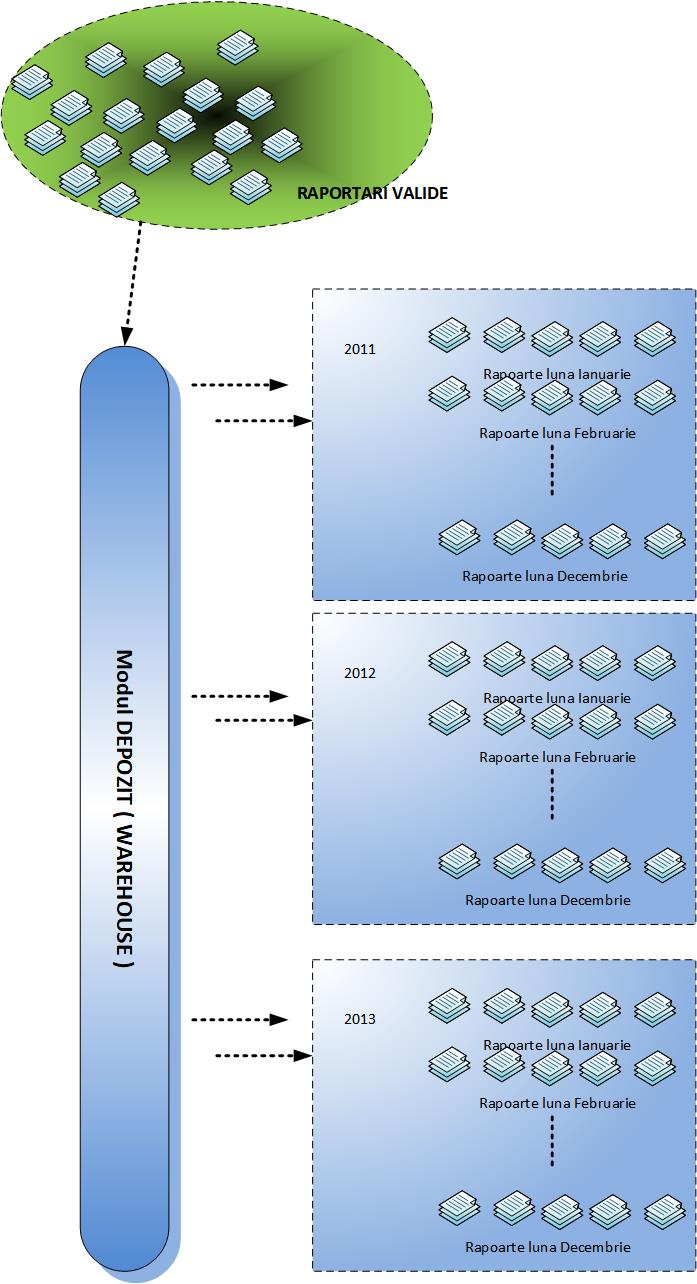 RAPORTARI VALIDE
Modul DEPOZIT ( WAREHOUSE )
2011
Rapoarte luna Ianuarie
Rapoarte luna Februarie
Rapoarte luna Decembrie
2012
Rapoarte luna Ianuarie
Rapoarte luna Februarie
Rapoarte luna Decembrie
2013
Rapoarte luna Ianuarie
Rapoarte luna Februarie
Rapoarte luna Decembrie